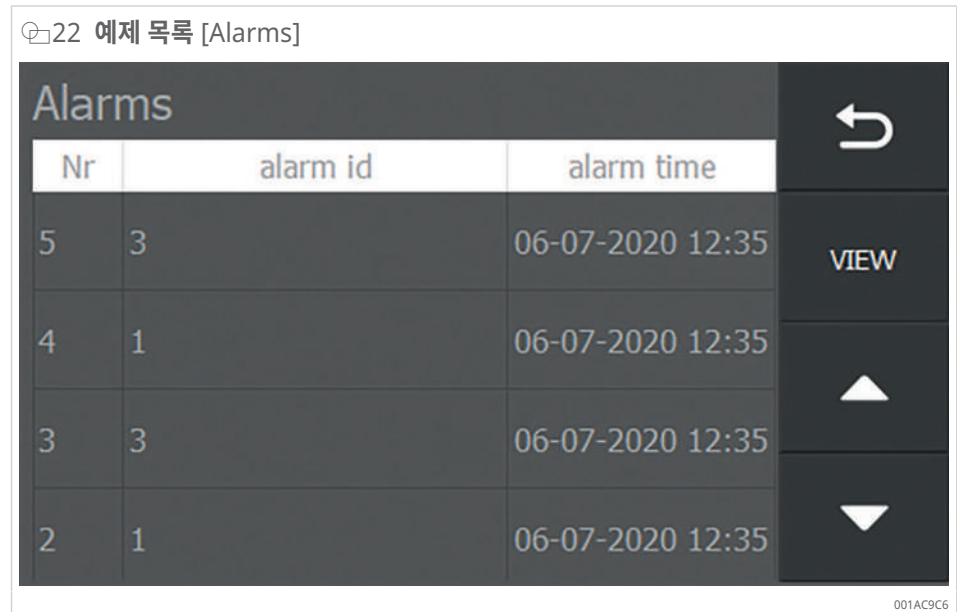 22 예제 목록 [Alarms]
Alarms
Nr alarm id alarm time
5 3 06-07-2020 12:35
VIEW
4 1 06-07-2020 12:35
3 3 06-07-2020 12:35
2 1 06-07-2020 12:35
001AC9C6